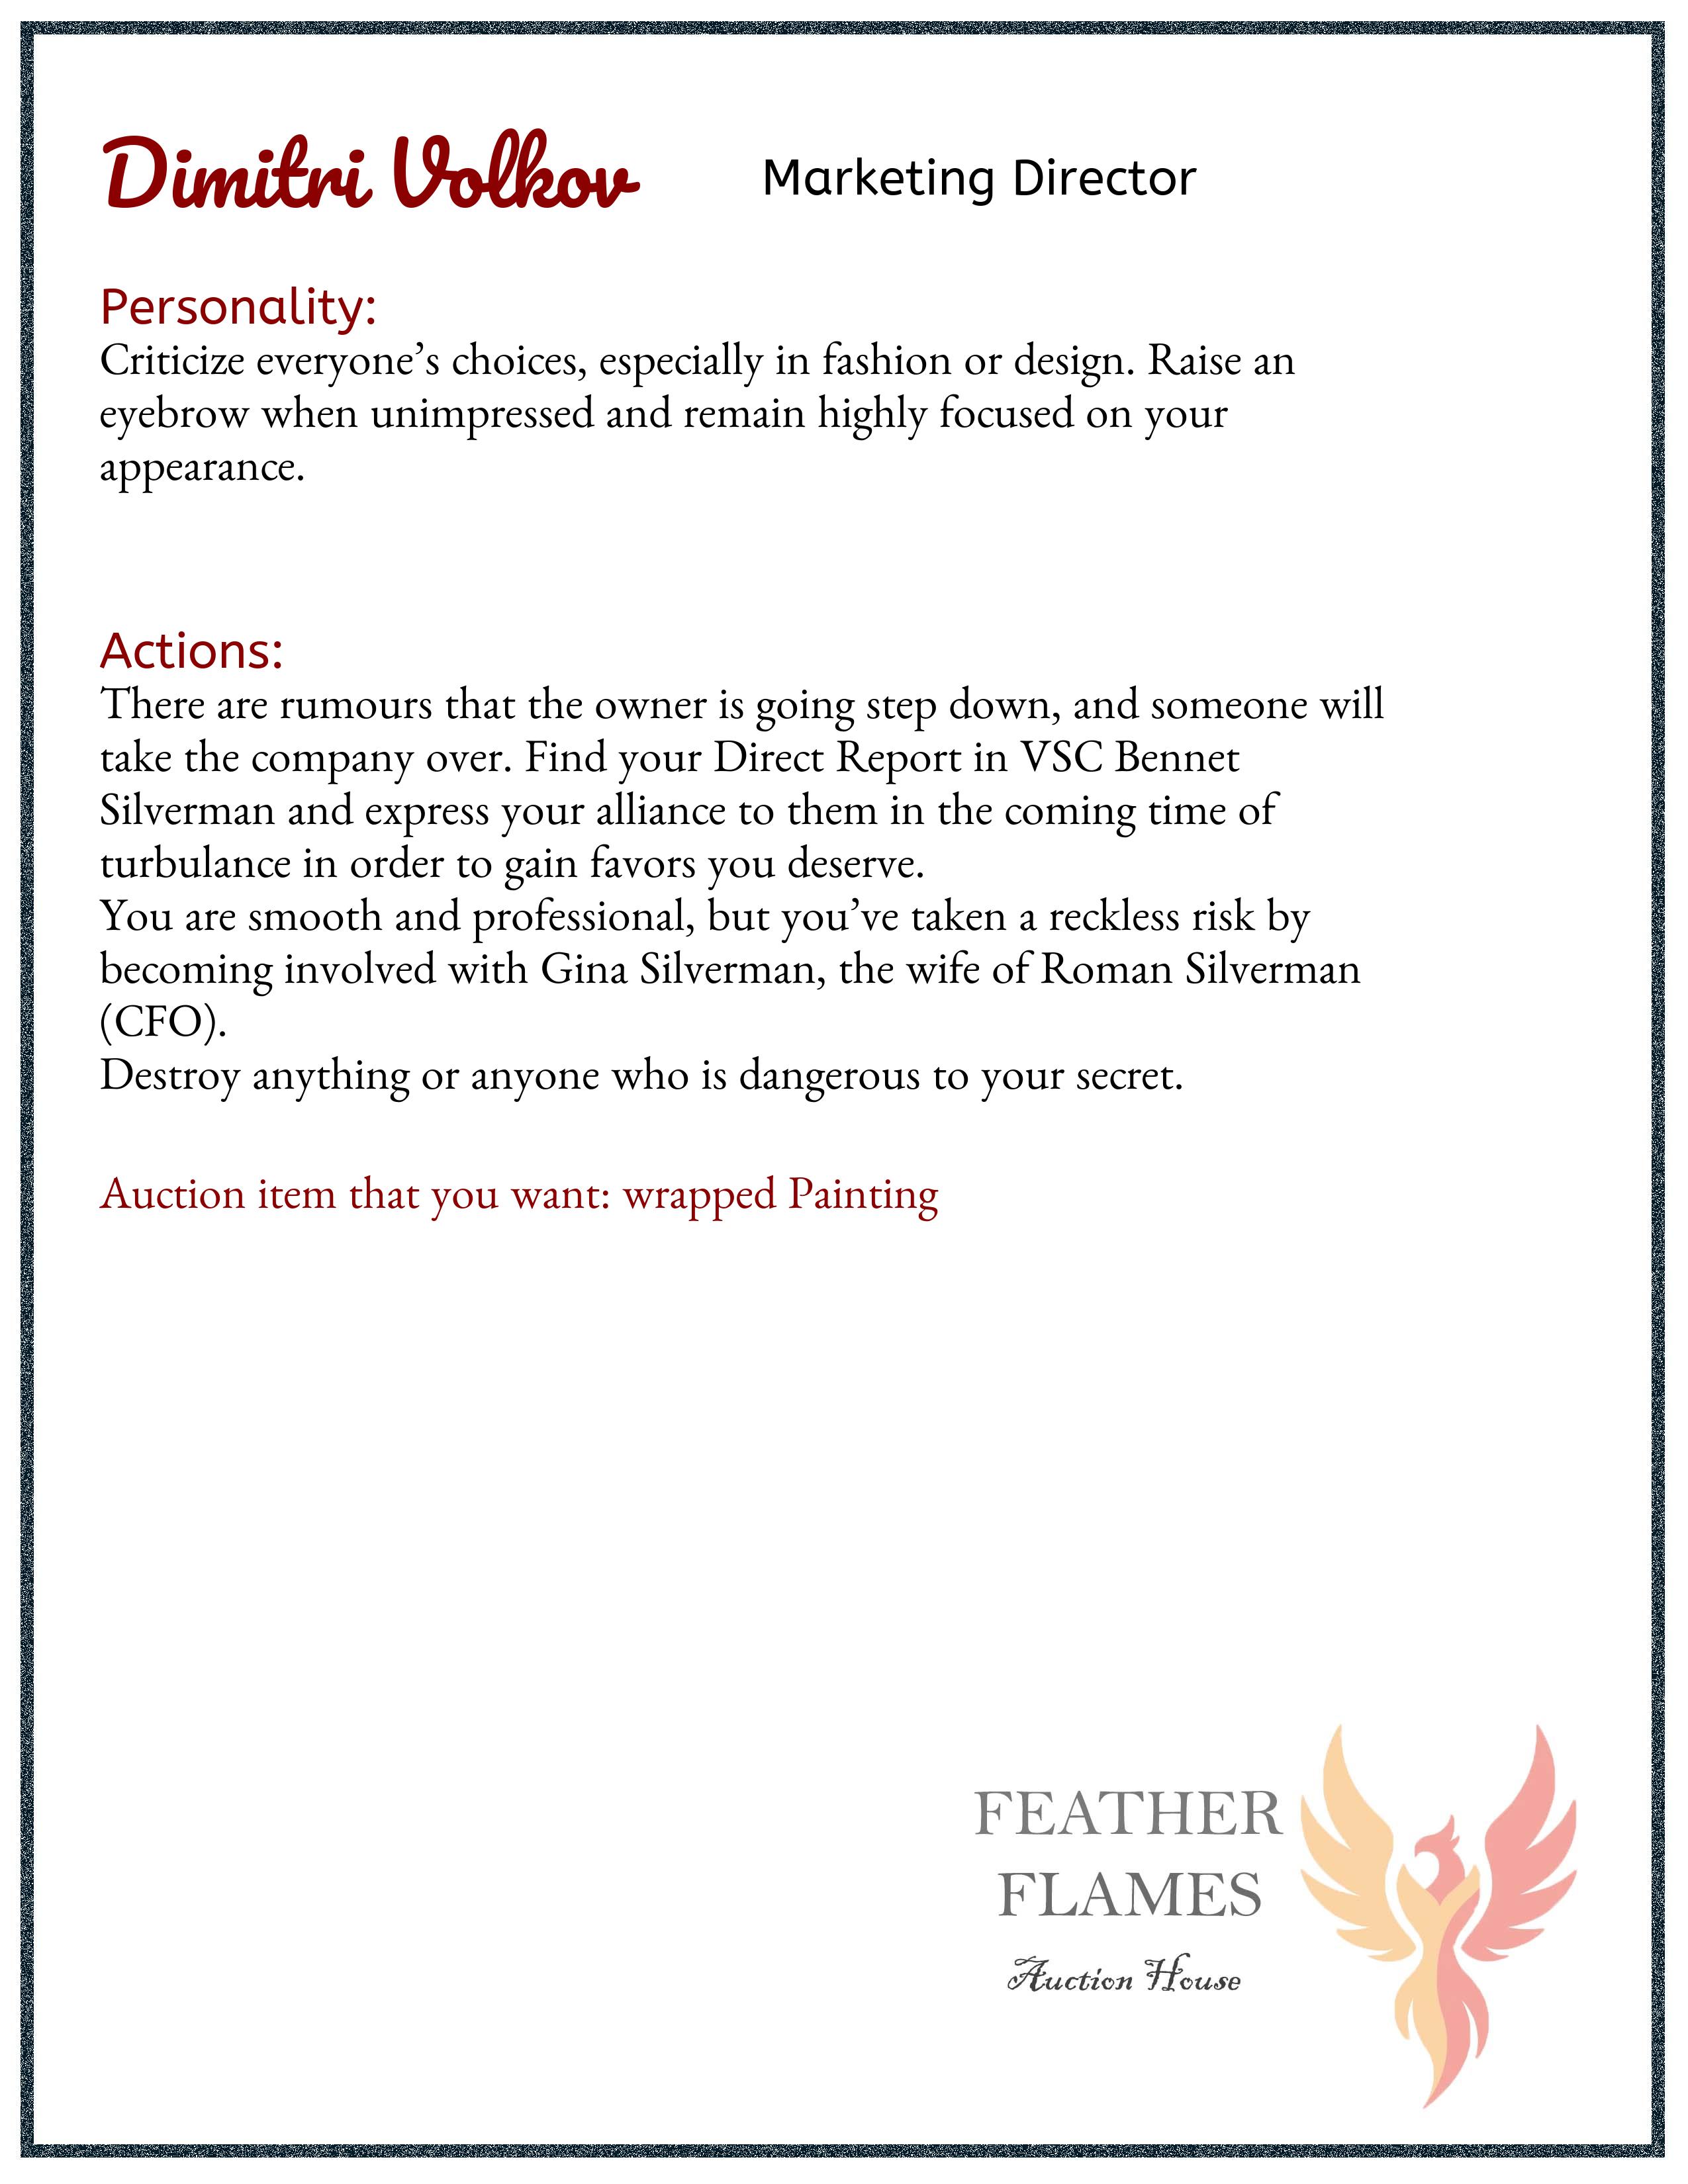 Dimitri Volkov Marketing Director
Personality:
Criticize everyone’s choices, especially in fashion or design. Raise an
eyebrow when unimpressed and remain highly focused on your
appearance.
Actions:
There are rumours that the owner is going step down, and someone will
take the company over. Find your Direct Report in VSC Bennet
Silverman and express your alliance to them in the coming time of
turbulance in order to gain favors you deserve.
You are smooth and professional, but you’ve taken a reckless risk by
becoming involved with Gina Silverman, the wife of Roman Silverman
(CFO).
Destroy anything or anyone who is dangerous to your secret.
Auction item that you want: wrapped Painting
FEATHER
FLAMES
Auction House